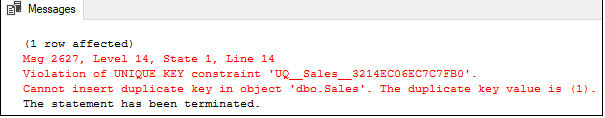 Messages
(1 row affected)
Msg 2627, Level 14, State 1, Line 14
Violation of UNIQUE KEY constraint 'UQ__Sales__3214EC06EC7C7FB0'.
Cannot insert duplicate key in object 'dbo.Sales'. The duplicate key value is (1).
The statement has been terminated.